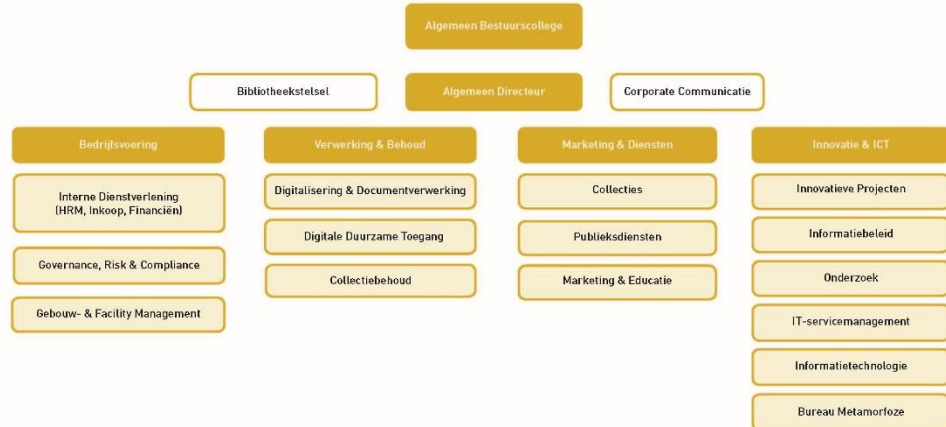 Algemeen Bestuurscollege
Bibliotheekstelsel
Algemeen Directeur
Corporate Communicatie
Bedrijfsvoering
Verwerking & Behoud
Marketing & Diensten
Innovatie & ICT
Interne Dienstverlening
(HRM, Inkoop, Financiën)
Governance, Risk & Compliance
Gebouw- & Facility Management
Digitalisering & Documentverwerking
Digitale Duurzame Toegang
Collectiebehoud
Collecties
Publieksdiensten
Marketing & Educatie
Innovatieve Projecten
Informatiebeleid
Onderzoek
IT-servicemanagement
Informatietechnologie
Bureau Metamorfoze